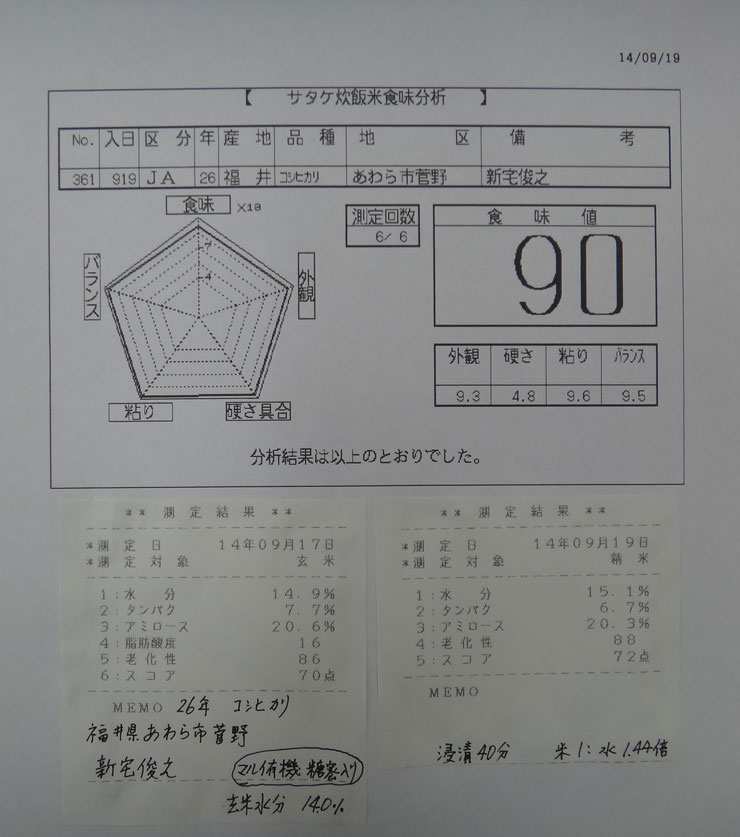 14/09/19
【 サタケ炊飯米食味分析 】
No. 入日 区分 年 産地 品種 地区 備考
361 919 JA 26 福井 コシヒカリ あわら市菅野 新宅俊之
食味 ×10
7
4
外観
硬さ具合
粘り
バランス
測定回数
6/ 6
食味値
90
外観 硬さ 粘り バランス
9.3 4.8 9.6 9.5
分析結果は以上のとおりでした。
** 測定結果 **
*測定日 14年09月17日
*測定対象 玄米
1:水分 14.9%
2:タンパク 7.7%
3:アミロース 20.6%
4:脂肪酸度 16
5:老化性 86
6:スコア 70点
MEMO 26年 コシヒカリ
福井県あわら市菅野
新宅俊之 マル有機 糖蜜入り
玄米水分 14.0%
** 測定結果 **
*測定日 14年09月19日
*測定対象 精米
1:水分 15.1%
2:タンパク 6.7%
3:アミロース 20.3%
4:老化性 88
5:スコア 72点
MEMO
浸漬40分 米1:水1.44倍